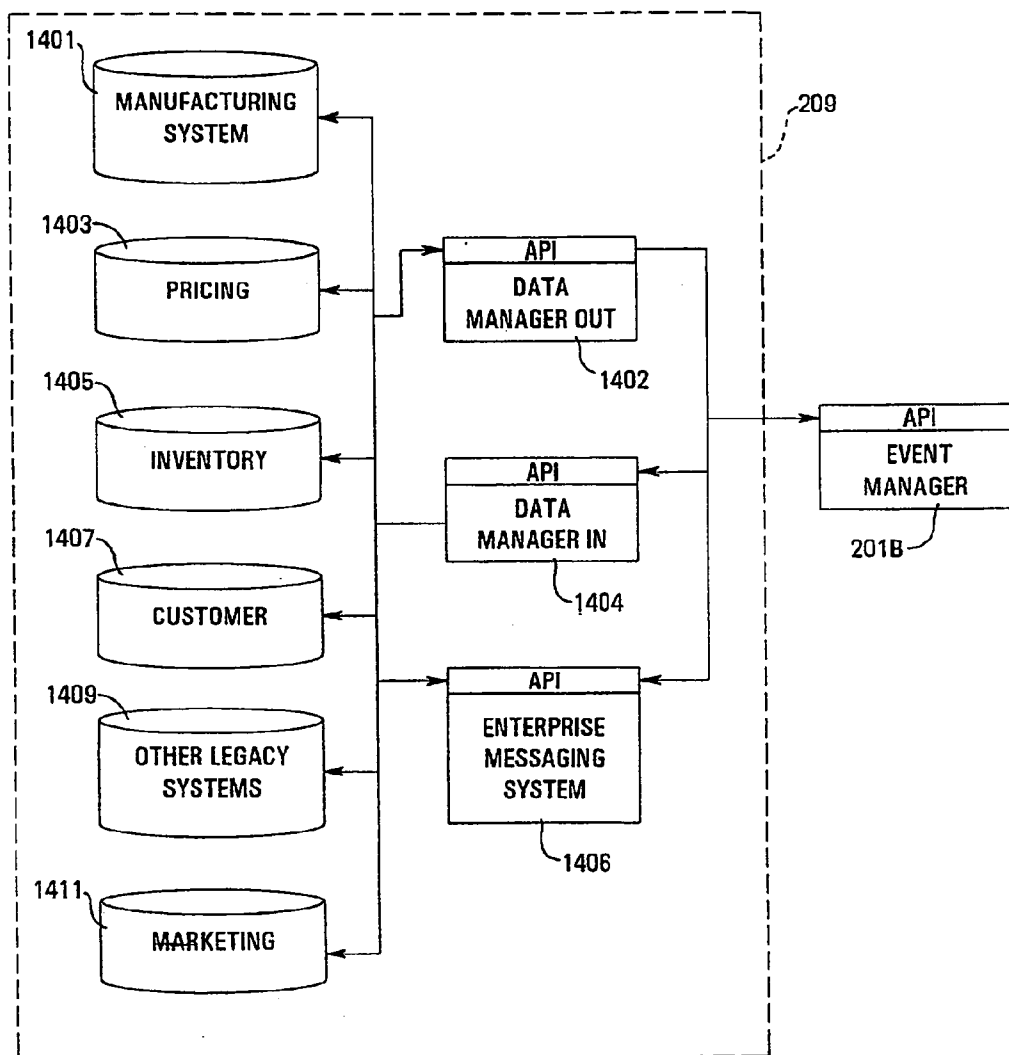 1401
MANUFACTURING
SYSTEM
209
1403
PRICING
API
DATA
MANAGER OUT
1402
1405
INVENTORY
API
EVENT
MANAGER
201B
API
DATA
MANAGER IN
1404
1407
CUSTOMER
1409
OTHER LEGACY
SYSTEMS
API
ENTERPRISE
MESSAGING
SYSTEM
1406
1411
MARKETING